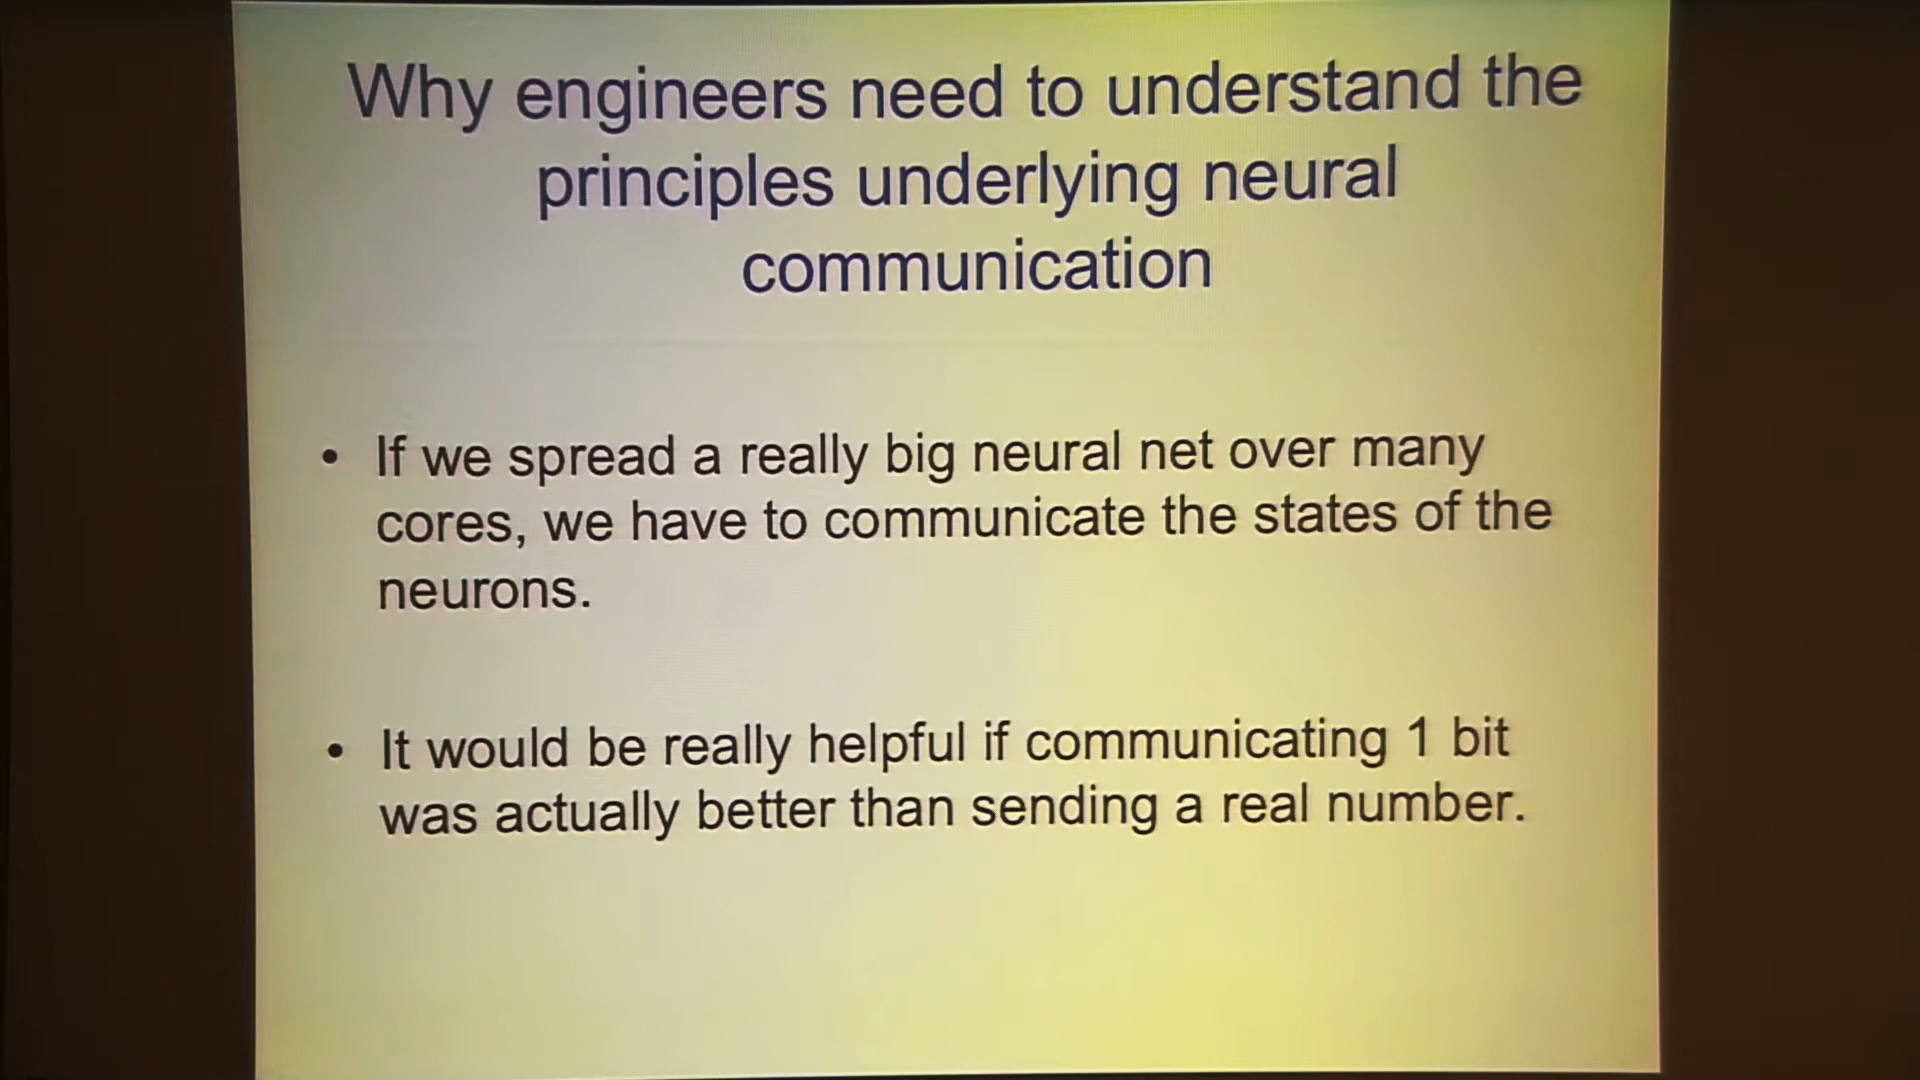 Why engineers need to understand the
principles underlying neural
communication
• If we spread a really big neural net over many
cores, we have to communicate the states of the
neurons.
• It would be really helpful if communicating 1 bit
was actually better than sending a real number.